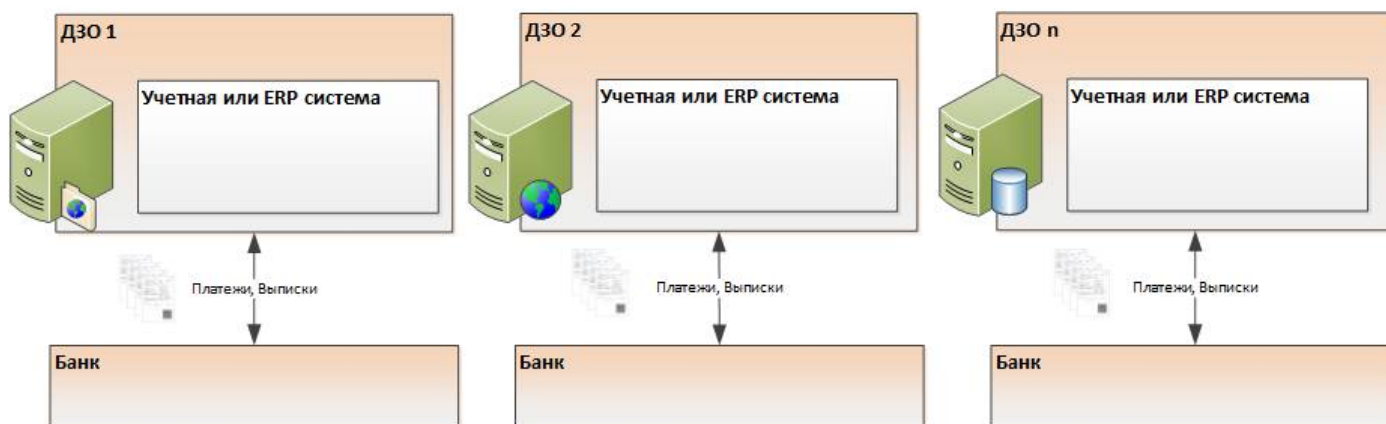 ДЗО 1
Учетная или ERP система
Платежи, Выписки
Банк
ДЗО 2
Учетная или ERP система
Платежи, Выписки
Банк
ДЗО n
Учетная или ERP система
Платежи, Выписки
Банк